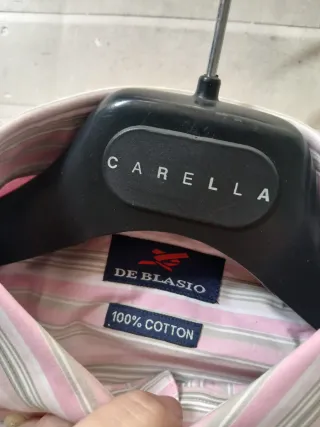 CARELLA
DE BLASIO
100% COTTON